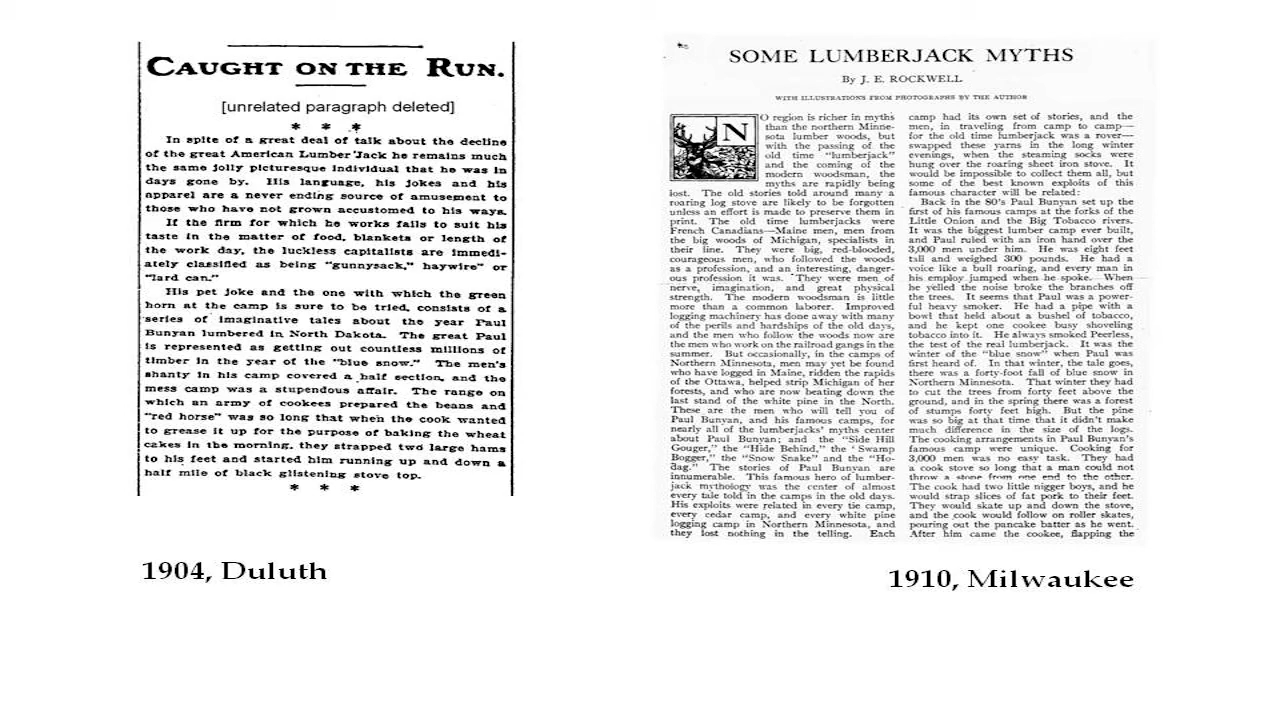 CAUGHT ON THE RUN.
[unrelated paragraph deleted]
* * *
In spite of a great deal of talk about the decline
of the great American Lumber Jack he remains much
the same jolly picturesque individual that he was in
days gone by. His language, his jokes and his
apparel are a never ending source of amusement to
those who have not grown accustomed to his ways.
If the firm for which he works fails to suit his
taste in the matter of food, blankets or length of
the work day, the luckless capitalists are immedi-
ately classified as being "gunnysack," haywire" or
"lard can."
His pet joke and the one with which the green
horn at the camp is sure to be tried, consists of a
series of imaginative tales about the year Paul
Bunyan lumbered in North Dakota. The great Paul
is represented as getting out countless millions of
timber in the year of the "blue snow." The men's
shanty in his camp covered a half section, and the
mess camp was a stupendous affair. The range on
which an army of cookees prepared the beans and
"red horse" was so long that when the cook wanted
to grease it up for the purpose of baking the wheat
cakes in the morning, they strapped two large hams
to his feet and started him running up and down a
half mile of black glistening stove top.
* * *
1904, Duluth
SOME LUMBERJACK MYTHS
By J. E. ROCKWELL
WITH ILLUSTRATIONS FROM PHOTOGRAPHS BY THE AUTHOR
NO region is richer in myths
than the northern Minne-
sota lumber woods, but
with the passing of the
old time "lumberjack"
and the coming of the
modern woodsman, the
myths are rapidly being
lost. The old stories told around many a
roaring log stove are likely to be forgotten
unless an effort is made to preserve them in
print. The old time lumberjacks were
French Canadians—Maine men, men from
the big woods of Michigan, specialists in
their line. They were big, red-blooded,
courageous men, who followed the woods
as a profession, and an interesting, danger-
ous profession it was. They were men of
nerve, imagination, and great physical
strength. The modern woodsman is little
more than a common laborer. Improved
logging machinery has done away with many
of the perils and hardships of the old days,
and the men who follow the woods now are
the men who work on the railroad gangs in the
summer. But occasionally, in the camps of
Northern Minnesota, men may yet be found
who have logged in Maine, ridden the rapids
of the Ottawa, helped strip Michigan of her
forests, and who are now beating down the
last stand of the white pine in the North.
These are the men who will tell you of
Paul Bunyan, and his famous camps, for
nearly all of the lumberjacks' myths center
about Paul Bunyan; and the "Side Hill
Gouger," the "Hide Behind," the 'Swamp
Bogger," the "Snow Snake" and the "Ho-
dag." The stories of Paul Bunyan are
innumerable. This famous hero of lumber-
jack mythology was the center of almost
every tale told in the camps in the old days.
His exploits were related in every tie camp,
every cedar camp, and every white pine
logging camp in Northern Minnesota, and
they lost nothing in the telling. Each
camp had its own set of stories, and the
men, in traveling from camp to camp—
for the old time lumberjack was a rover—
swapped these yarns in the long winter
evenings, when the steaming socks were
hung over the roaring sheet iron stove. It
would be impossible to collect them all, but
some of the best known exploits of this
famous character will be related:
Back in the 80's Paul Bunyan set up the
first of his famous camps at the forks of the
Little Onion and the Big Tobacco rivers.
It was the biggest lumber camp ever built,
and Paul ruled with an iron hand over the
3,000 men under him. He was eight feet
tall and weighed 300 pounds. He had a
voice like a bull roaring, and every man in
his employ jumped when he spoke. When
he yelled the noise broke the branches off
the trees. It seems that Paul was a power-
ful heavy smoker. He had a pipe with a
bowl that held about a bushel of tobacco,
and he kept one cookee busy shoveling
tobacco into it. He always smoked Peerless,
the test of the real lumberjack. It was the
winter of the "blue snow" when Paul was
first heard of. In that winter, the tale goes,
there was a forty-foot fall of blue snow in
Northern Minnesota. That winter they had
to cut the trees from forty feet above the
ground, and in the spring there was a forest
of stumps forty feet high. But the pine
was so big at that time that it didn't make
much difference in the size of the logs.
The cooking arrangements in Paul Bunyan's
famous camp were unique. Cooking for
3,000 men was no easy task. They had
a cook stove so long that a man could not
throw a stone from one end to the other.
The cook had two little nigger boys, and he
would strap slices of fat pork to their feet.
They would skate up and down the stove,
and the cook would follow on roller skates,
pouring out the pancake batter as he went.
After him came the cookee, flapping the
1910, Milwaukee